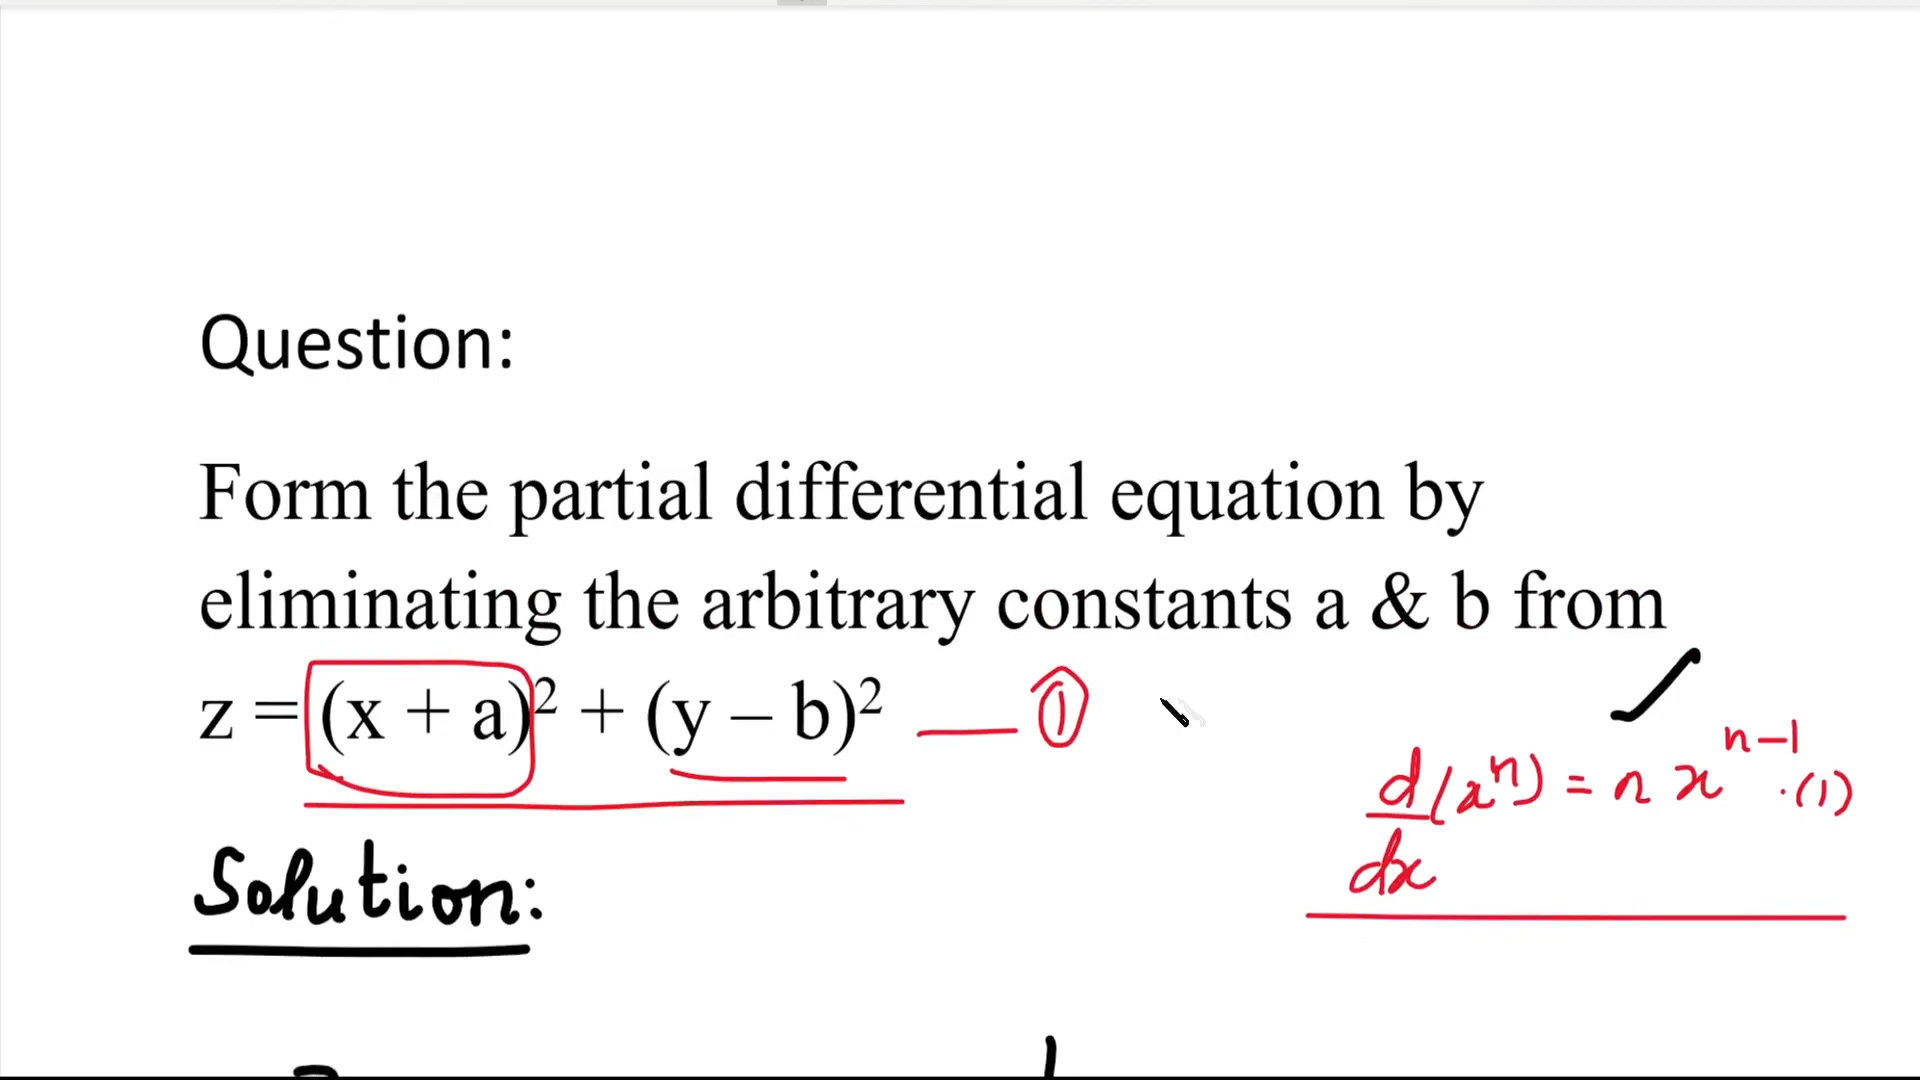 Question:
Form the partial differential equation by
eliminating the arbitrary constants a & b from
z = (x + a)² + (y – b)² — ①
d/dx (xⁿ) = n xⁿ⁻¹ ·(1)
Solution: